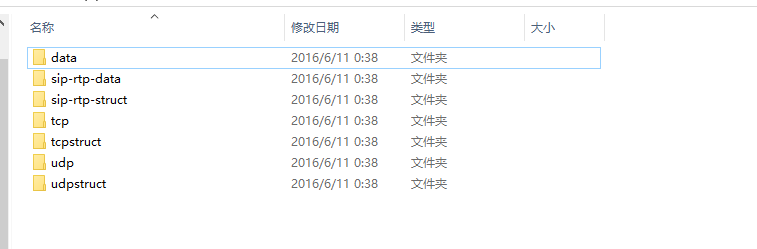 名称 修改日期 类型 大小
data 2016/6/11 0:38 文件夹
sip-rtp-data 2016/6/11 0:38 文件夹
sip-rtp-struct 2016/6/11 0:38 文件夹
tcp 2016/6/11 0:38 文件夹
tcpstruct 2016/6/11 0:38 文件夹
udp 2016/6/11 0:38 文件夹
udpstruct 2016/6/11 0:38 文件夹